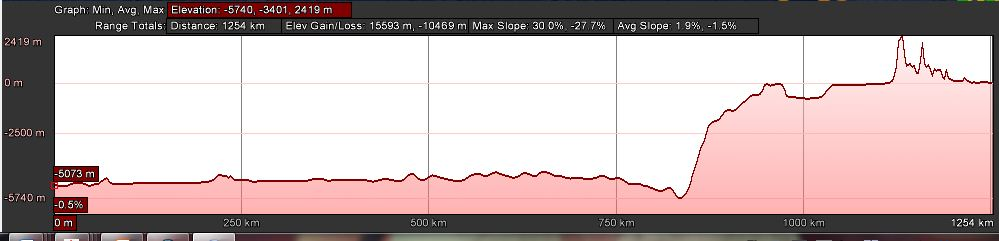 Graph: Min, Avg, Max Elevation: -5740, -3401, 2419 m
Range Totals: Distance: 1254 km Elev Gain/Loss: 15593 m, -10469 m Max Slope: 30.0%, -27.7% Avg Slope: 1.9%, -1.5%
2419 m
0 m
-2500 m
-5073 m
-5740 m
-0.5%
0 m 250 km 500 km 750 km 1000 km 1254 km